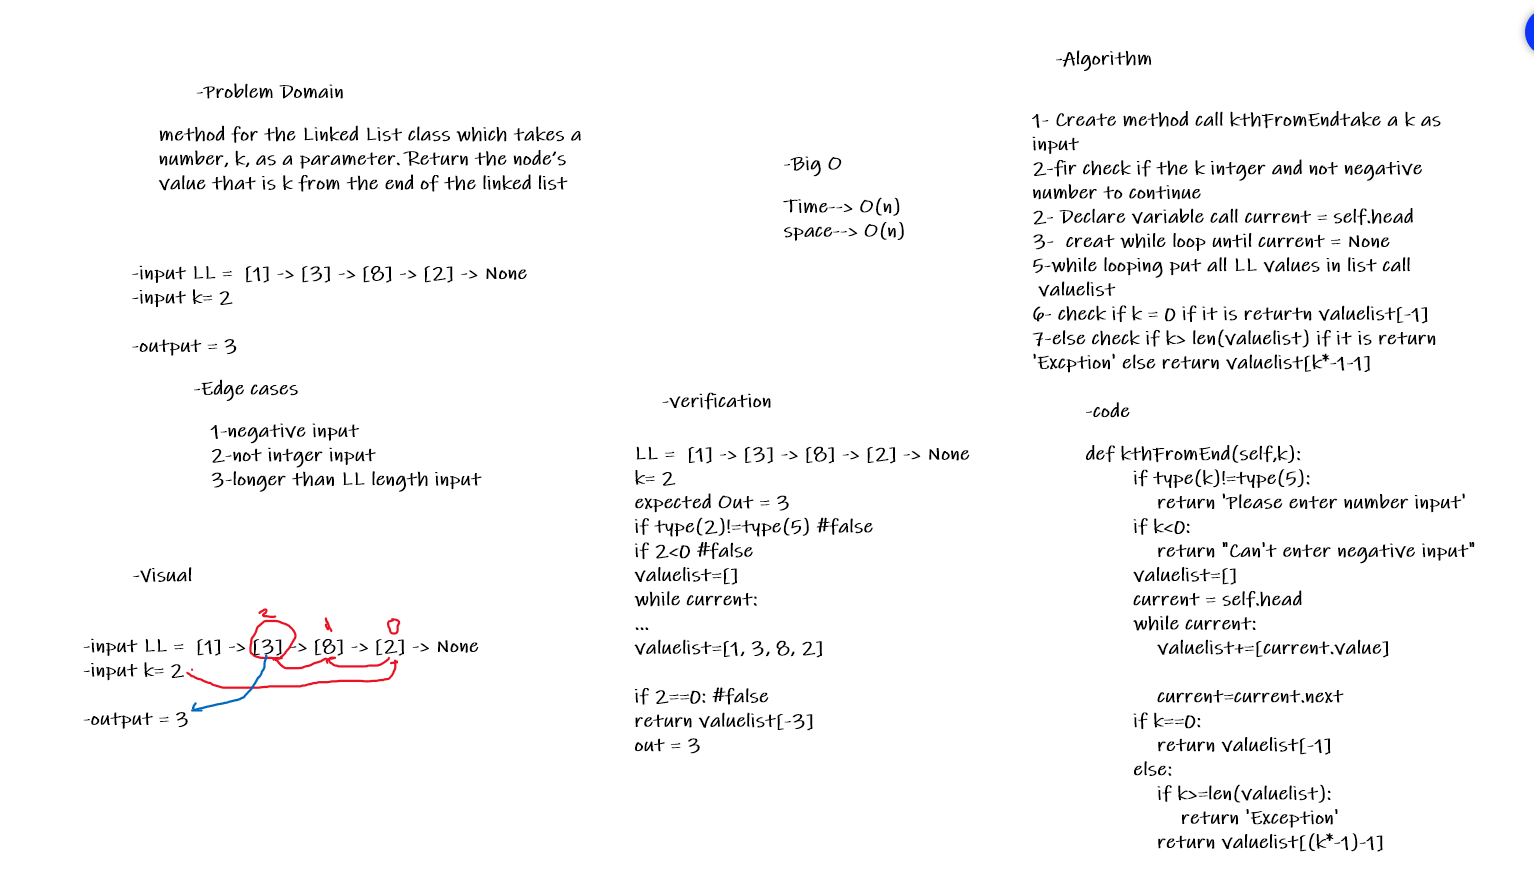 -Problem Domain
method for the Linked List class which takes a
number, k, as a parameter. Return the node's
value that is k from the end of the linked list
-input LL = [1] -> [3] -> [8] -> [2] -> None
-input k= 2
-output = 3
-Edge cases
1-negative input
2-not intger input
3-longer than LL length input
-Visual
2 1 0
-input LL = [1] -> [3] -> [8] -> [2] -> None
-input k= 2
-output = 3
-Big O
Time--> O(n)
space--> O(n)
-verification
LL = [1] -> [3] -> [8] -> [2] -> None
k= 2
expected Out = 3
if type(2)!=type(5) #false
if 2<0 #false
valuelist=[]
while current:
...
valuelist=[1, 3, 8, 2]
if 2==0: #false
return valuelist[-3]
out = 3
-Algorithm
1- Create method call kthFromEndtake a k as
input
2-fir check if the k intger and not negative
number to continue
2- Declare variable call current = self.head
3- creat while loop until current = None
5-while looping put all LL values in list call
valuelist
6- check if k = 0 if it is returtn valuelist[-1]
7-else check if k> len(valuelist) if it is return
'Excption' else return valuelist[k*-1-1]
-code
def kthFromEnd(self,k):
if type(k)!=type(5):
return 'Please enter number input'
if k<0:
return "Can't enter negative input"
valuelist=[]
current = self.head
while current:
valuelist+=[current.value]
current=current.next
if k==0:
return valuelist[-1]
else:
if k>=len(valuelist):
return 'Exception'
return valuelist[(k*-1)-1]